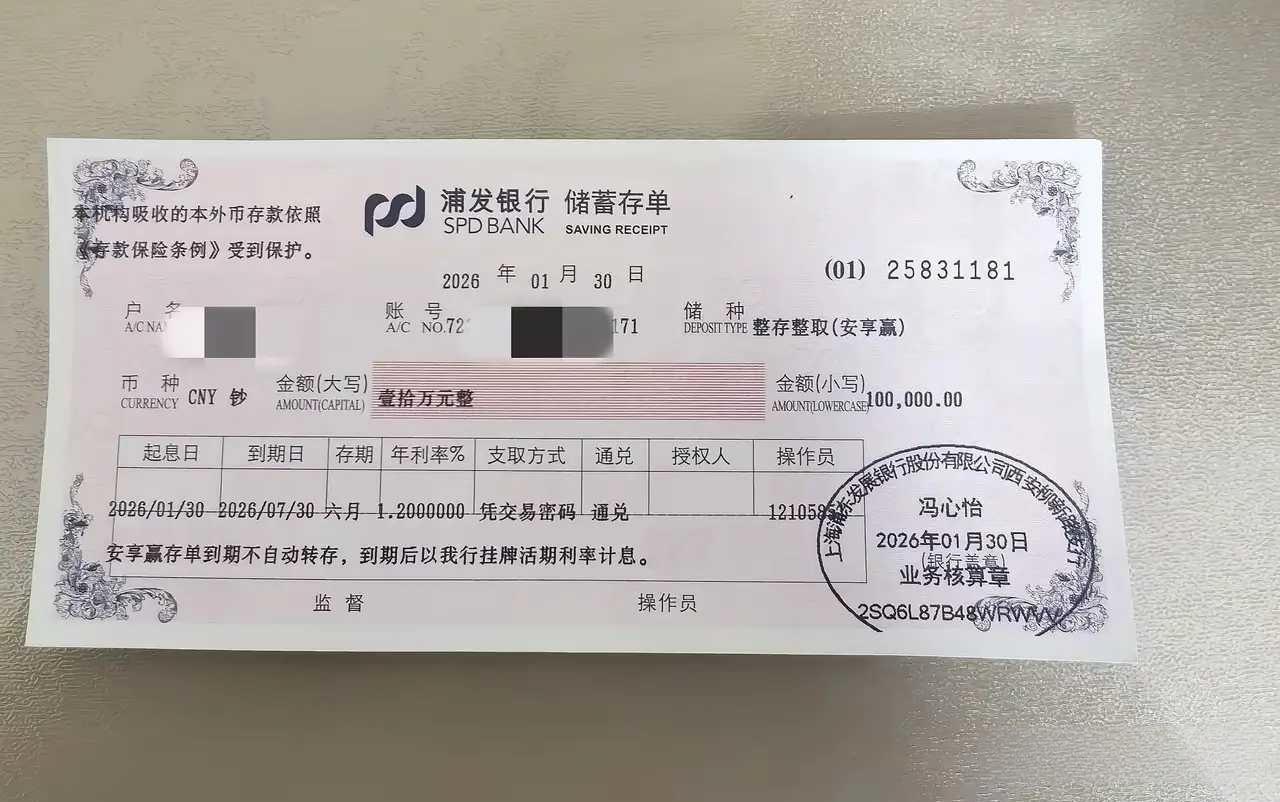 本机构吸收的本外币存款依照
《存款保险条例》受到保护。
浦发银行 储蓄存单
SPD BANK SAVING RECEIPT
2026 年 01 月 30 日
(01) 25831181
户 名
A/C NA
账 号
A/C NO.72 171
储 种
DEPOSIT TYPE 整存整取(安享赢)
币 种
CURRENCY CNY 钞
金额(大写)
AMOUNT(CAPITAL) 壹拾万元整
金额(小写)
AMOUNT(LOWERCASE) 100,000.00
起息日 到期日 存期 年利率% 支取方式 通兑 授权人 操作员
2026/01/30 2026/07/30 六月 1.2000000 凭交易密码 通兑 121058
安享赢存单到期不自动转存，到期后以我行挂牌活期利率计息。
监 督 操作员
上海浦东发展银行股份有限公司西安
冯心怡
2026年01月30日
(银行盖章)
业务核算章
2SQ6L87B48WRWVV